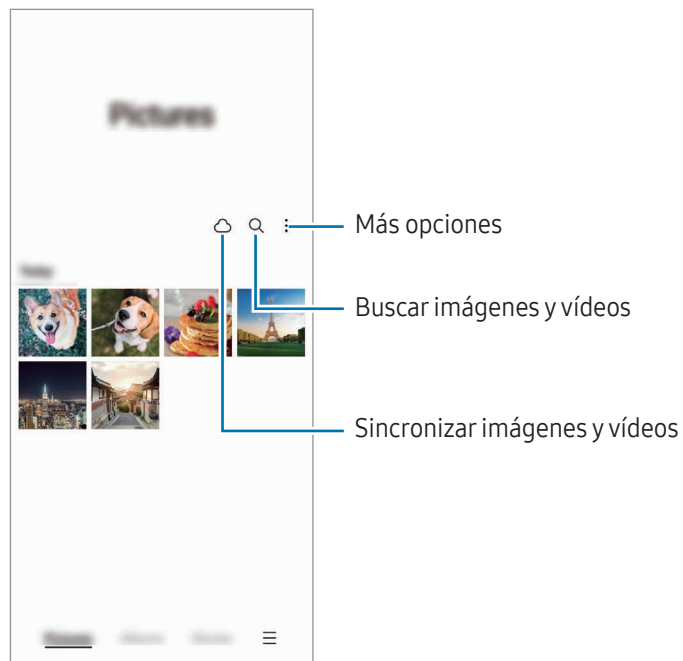 Pictures
Más opciones
Buscar imágenes y vídeos
Sincronizar imágenes y vídeos